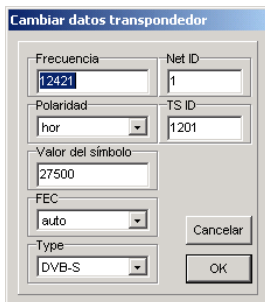 Cambiar datos transpondedor
Frecuencia
12421
Net ID
1
Polaridad
hor
TS ID
1201
Valor del símbolo
27500
FEC
auto
Cancelar
Type
DVB-S
OK